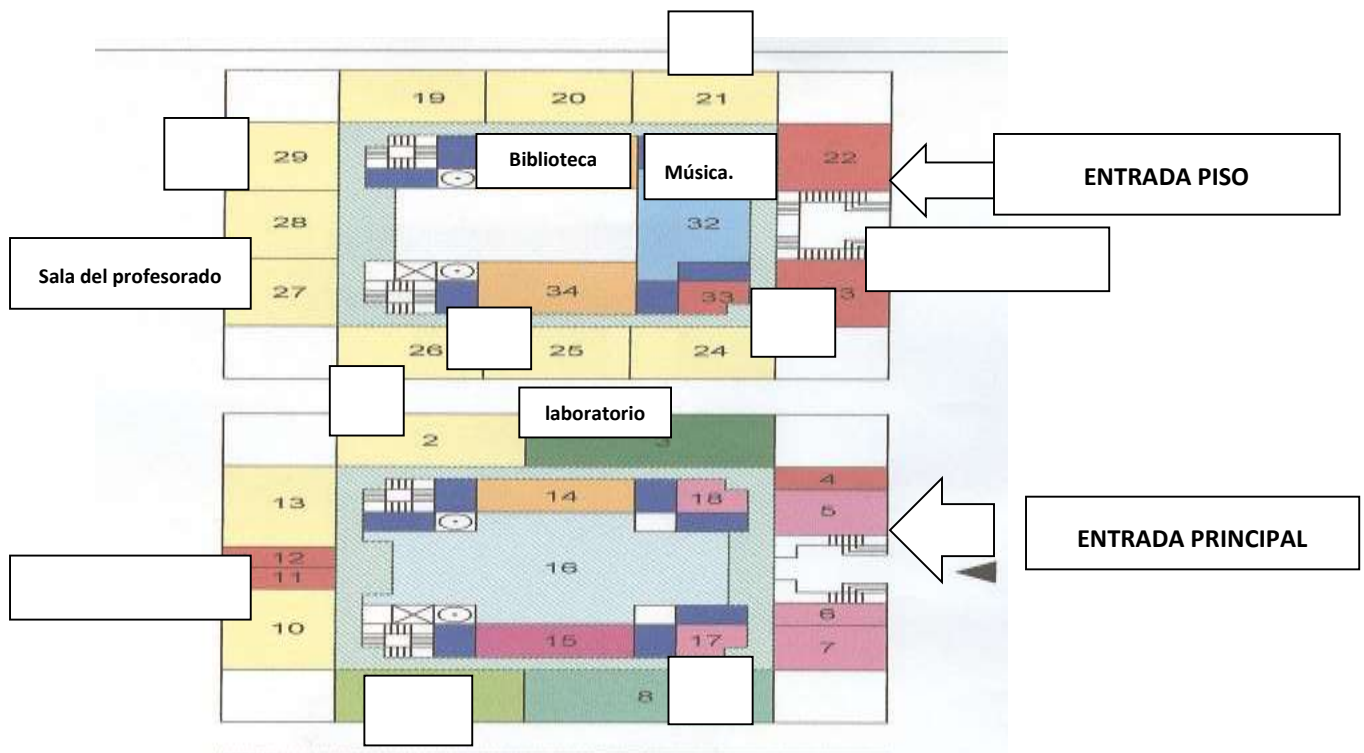 19 20 21
29 Biblioteca Música. 22 ENTRADA PISO
28 32
Sala del profesorado 27 34 33 3
26 25 24
laboratorio
2 3
13 14 18 4
5
12 16 ENTRADA PRINCIPAL
11
10 15 17 6
7
8